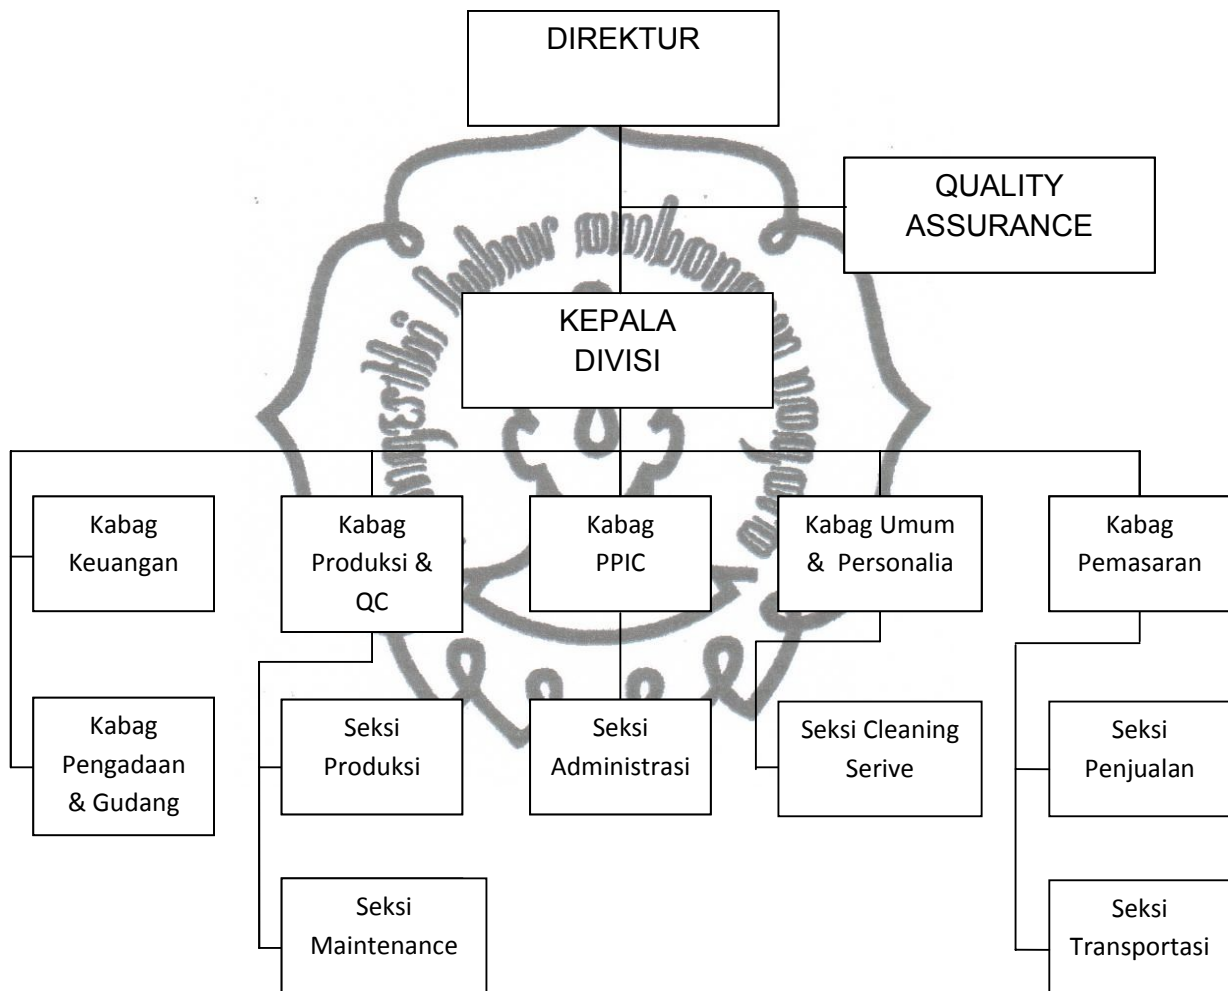 DIREKTUR
QUALITY
ASSURANCE
KEPALA
DIVISI
Kabag
Keuangan
Kabag
Produksi &
QC
Kabag
PPIC
Kabag Umum
& Personalia
Kabag
Pemasaran
Kabag
Pengadaan
& Gudang
Seksi
Produksi
Seksi
Administrasi
Seksi Cleaning
Serive
Seksi
Penjualan
Seksi
Maintenance
Seksi
Transportasi